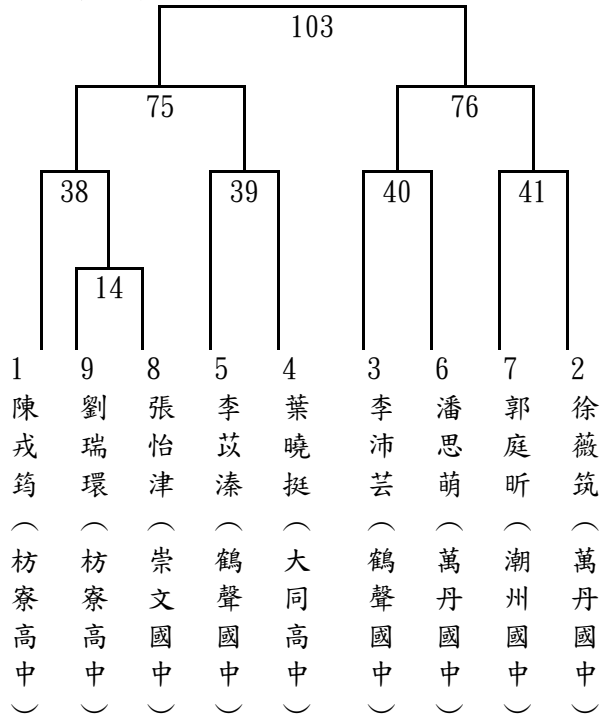 103
75
76
38
39
40
41
14
1
9
8
5
4
3
6
7
2
陳戎筠（枋寮高中）
劉瑞環（枋寮高中）
張怡津（崇文國中）
李苡溱（鶴聲國中）
葉曉挺（大同高中）
李沛芸（鶴聲國中）
潘思萌（萬丹國中）
郭庭昕（潮州國中）
徐薇筑（萬丹國中）